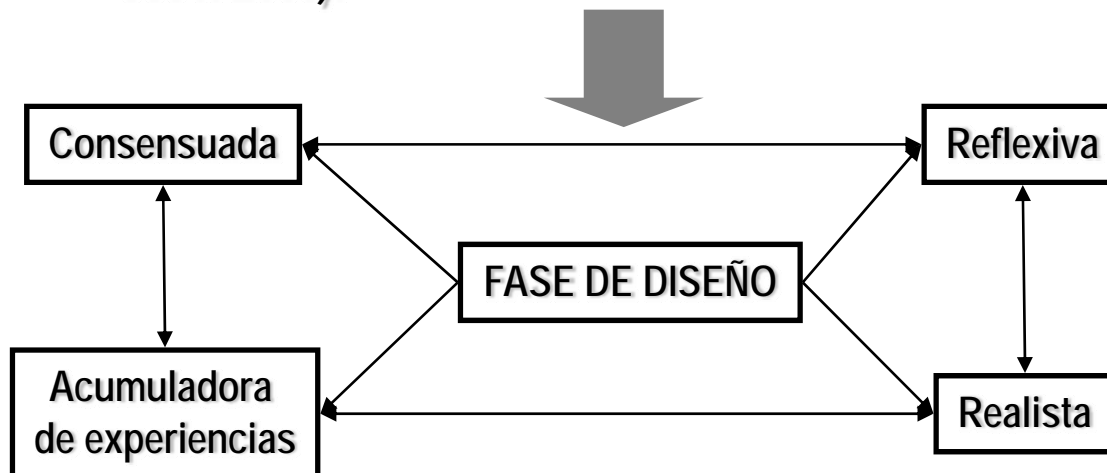 Consensuada
Reflexiva
FASE DE DISEÑO
Acumuladora
de experiencias
Realista